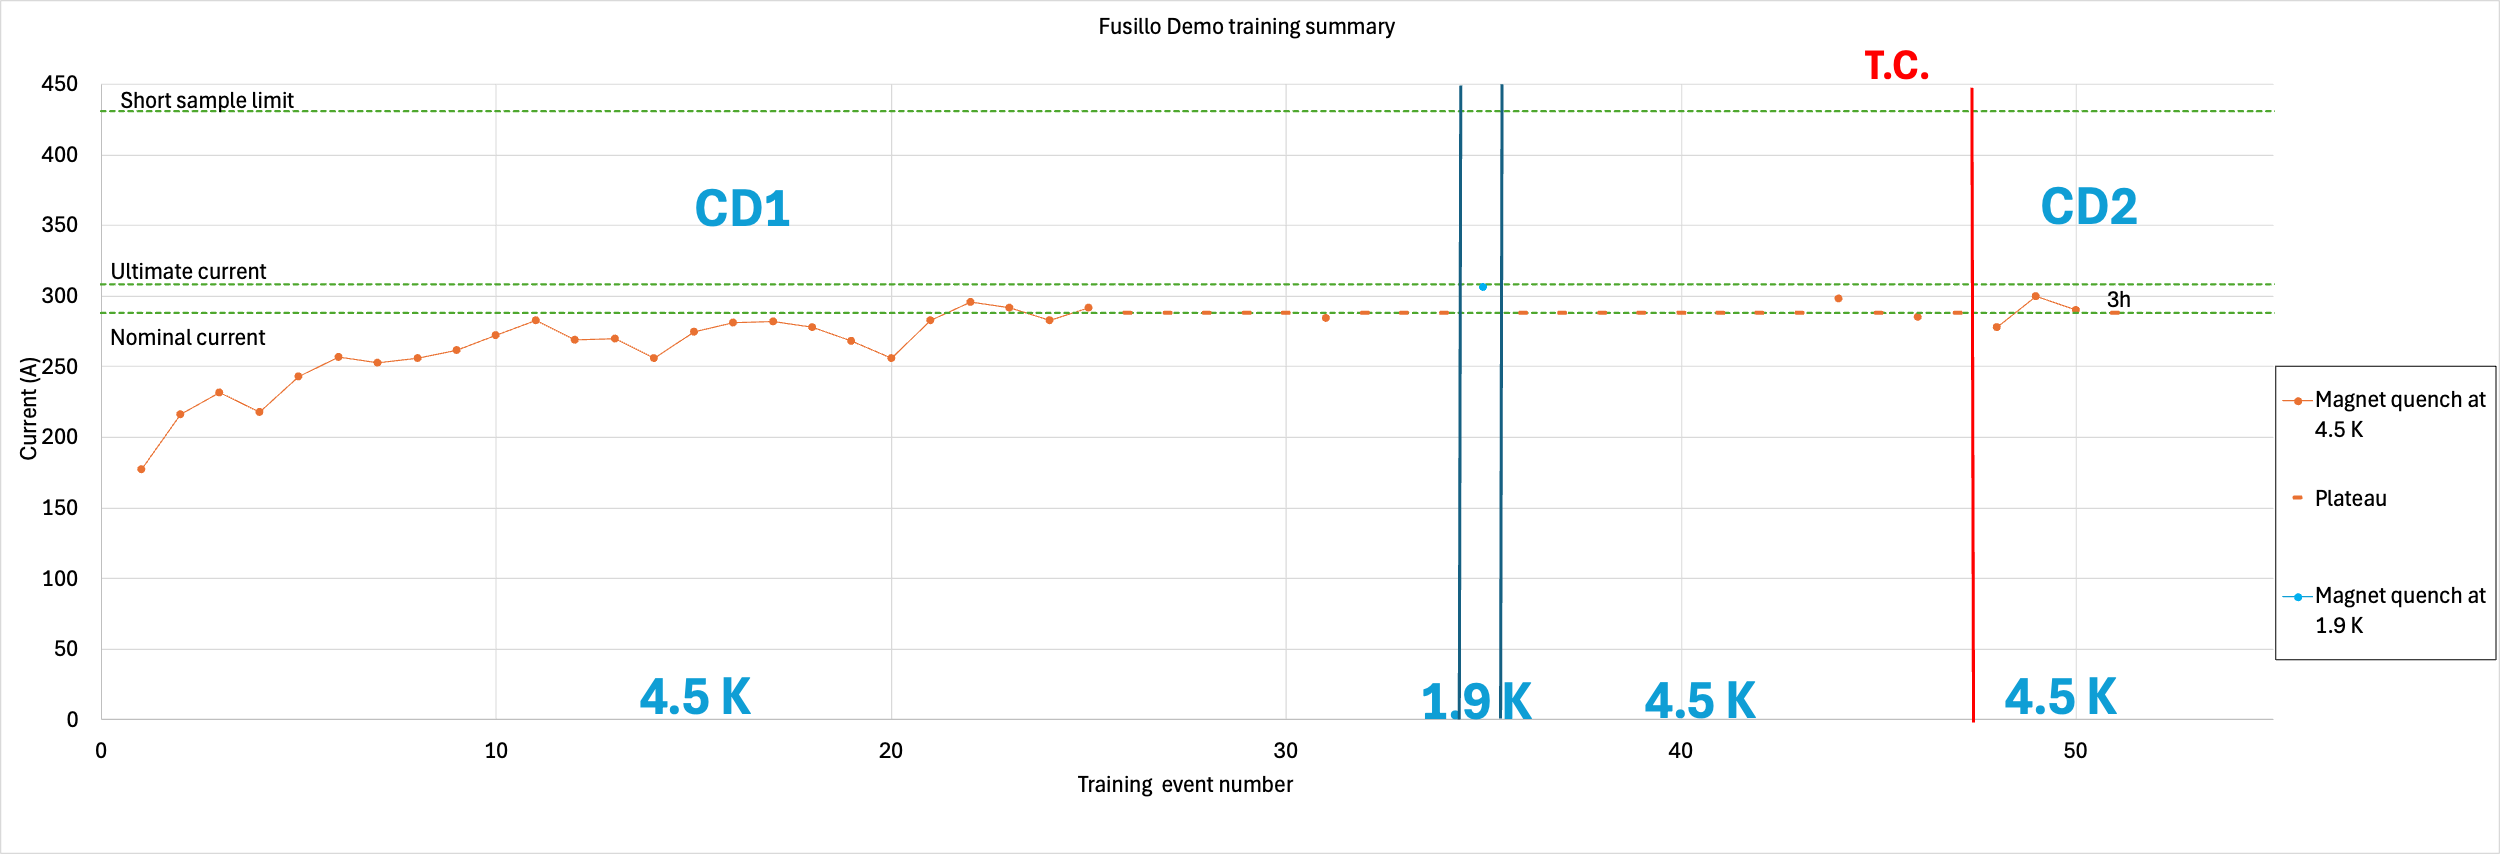 Fusillo Demo training summary
T.C.
450
Short sample limit
400
CD1
CD2
350
Ultimate current
300
3h
Nominal current
250
Current (A)
200
150
100
50
0
4.5 K
1.9 K
4.5 K
4.5 K
0 10 20 30 40 50
Training event number
Magnet quench at
4.5 K
Plateau
Magnet quench at
1.9 K